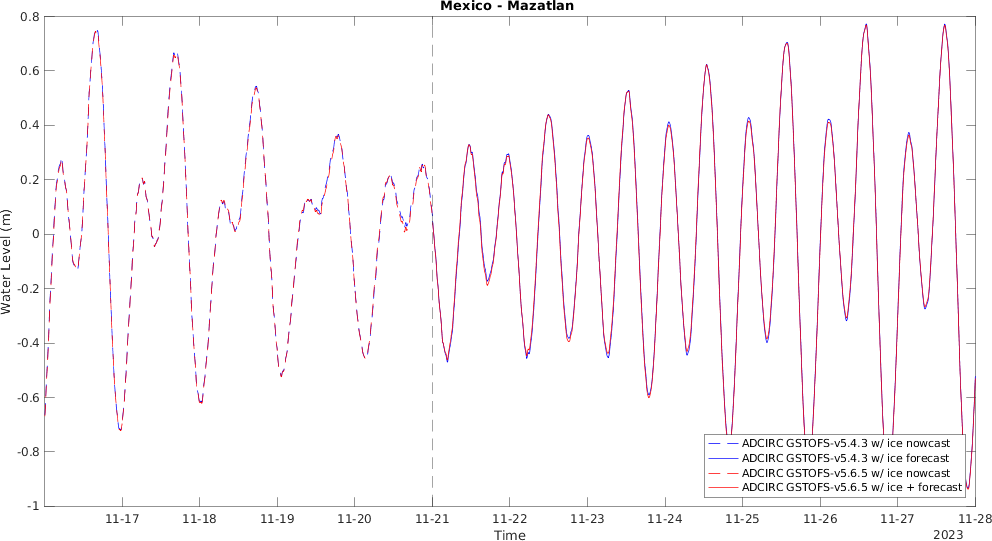 Mexico - Mazatlan
Water Level (m)
0.8
0.6
0.4
0.2
0
-0.2
-0.4
-0.6
-0.8
-1
ADCIRC GSTOFS-v5.4.3 w/ ice nowcast
ADCIRC GSTOFS-v5.4.3 w/ ice forecast
ADCIRC GSTOFS-v5.6.5 w/ ice nowcast
ADCIRC GSTOFS-v5.6.5 w/ ice + forecast
11-17 11-18 11-19 11-20 11-21 11-22 11-23 11-24 11-25 11-26 11-27 11-28
Time
2023